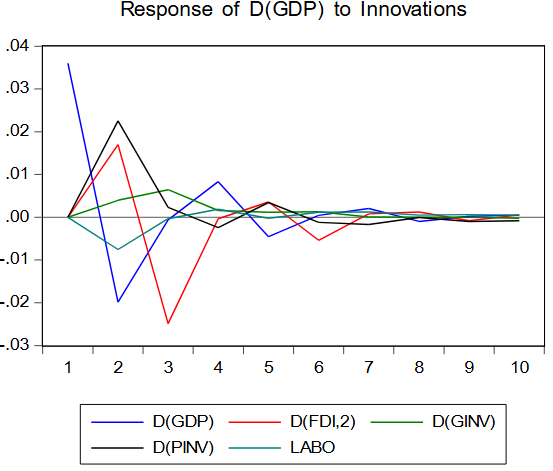 Response of D(GDP) to Innovations
.04
.03
.02
.01
.00
-.01
-.02
-.03
1 2 3 4 5 6 7 8 9 10
D(GDP) D(FDI,2) D(GINV)
D(PINV) LABO